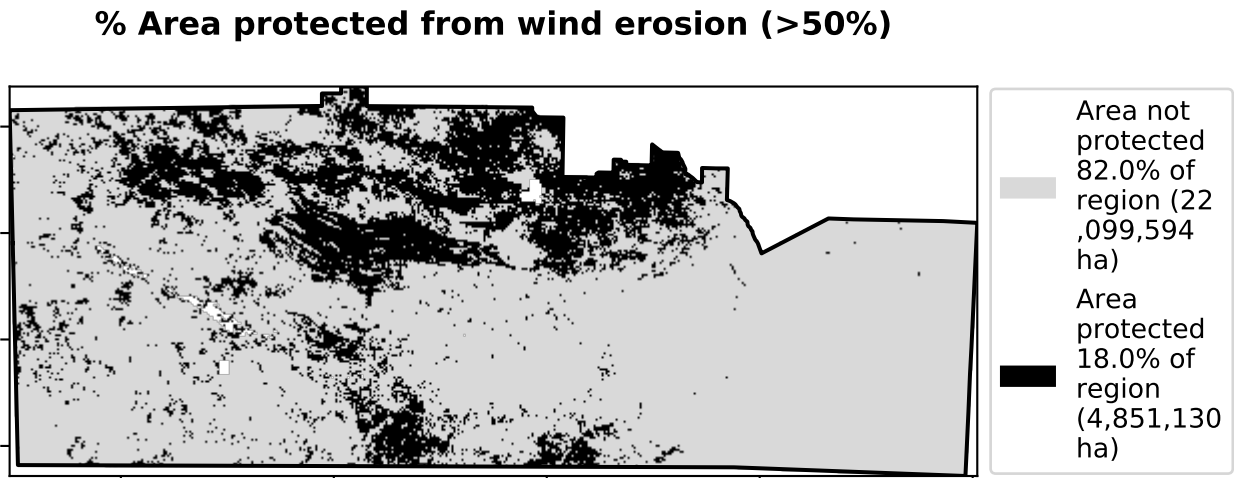 % Area protected from wind erosion (>50%)
Area not
protected
82.0% of
region (22
,099,594
ha)
Area
protected
18.0% of
region
(4,851,130
ha)